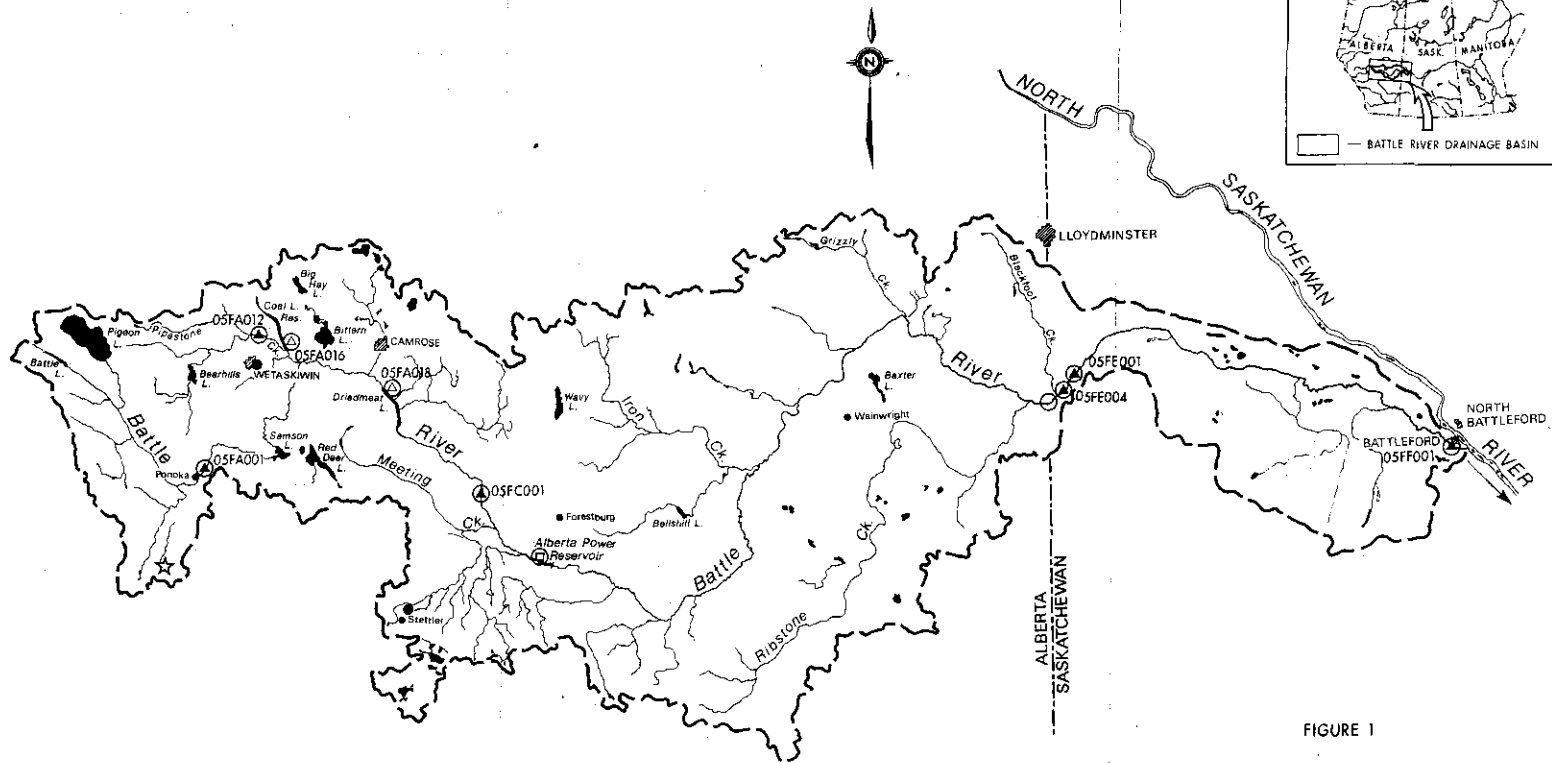 ALBERTA
SASK.
MANITOBA
— BATTLE RIVER DRAINAGE BASIN
N
NORTH
SASKATCHEWAN
RIVER
LLOYDMINSTER
Grizzly
Ck.
Blackfoot
Ck.
Big
Hay
L.
Coal L.
Res.
Bittern
L.
Pigeon
L.
Pipestone
Ck.
05FA012
05FA016
CAMROSE
Battle
L.
Bearhills
L.
WETASKIWIN
05FA018
Driedmeat
L.
Battle
River
Samson
L.
Red
Deer
L.
Meeting
Ck.
Ponoka
05FA001
05FC001
Wavy
L.
Iron
Ck.
Baxter
L.
Wainwright
River
05FE001
05FE004
NORTH
BATTLEFORD
BATTLEFORD
05FF001
Forestburg
Bellshill L.
Alberta Power
Reservoir
Battle
Ribstone
Ck.
Stettler
ALBERTA
SASKATCHEWAN
FIGURE 1